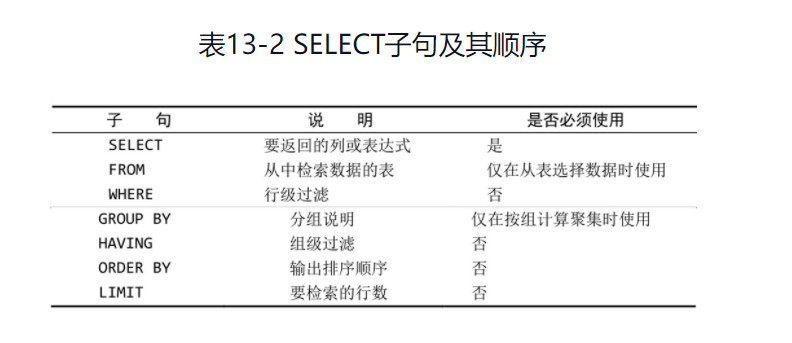 表13-2 SELECT子句及其顺序
子 句 说 明 是否必须使用
SELECT 要返回的列或表达式 是
FROM 从中检索数据的表 仅在从表选择数据时使用
WHERE 行级过滤 否
GROUP BY 分组说明 仅在按组计算聚集时使用
HAVING 组级过滤 否
ORDER BY 输出排序顺序 否
LIMIT 要检索的行数 否